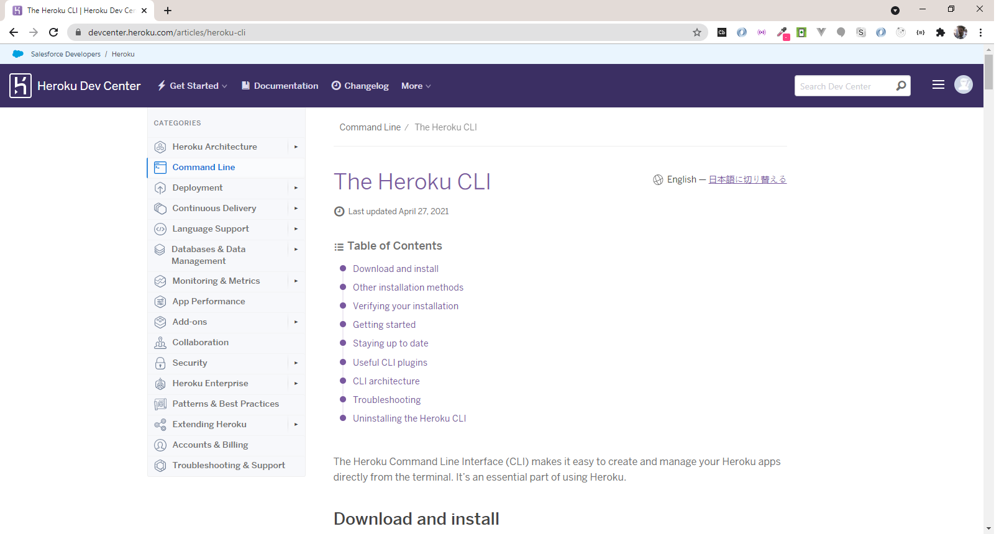 The Heroku CLI | Heroku Dev Cen
devcenter.heroku.com/articles/heroku-cli
Salesforce Developers / Heroku
Heroku Dev Center
Get Started
Documentation
Changelog
More
Search Dev Center
CATEGORIES
Heroku Architecture
Command Line
Deployment
Continuous Delivery
Language Support
Databases & Data
Management
Monitoring & Metrics
App Performance
Add-ons
Collaboration
Security
Heroku Enterprise
Patterns & Best Practices
Extending Heroku
Accounts & Billing
Troubleshooting & Support
Command Line / The Heroku CLI
The Heroku CLI
English — 日本語に切り替える
Last updated April 27, 2021
Table of Contents
Download and install
Other installation methods
Verifying your installation
Getting started
Staying up to date
Useful CLI plugins
CLI architecture
Troubleshooting
Uninstalling the Heroku CLI
The Heroku Command Line Interface (CLI) makes it easy to create and manage your Heroku apps
directly from the terminal. It’s an essential part of using Heroku.
Download and install